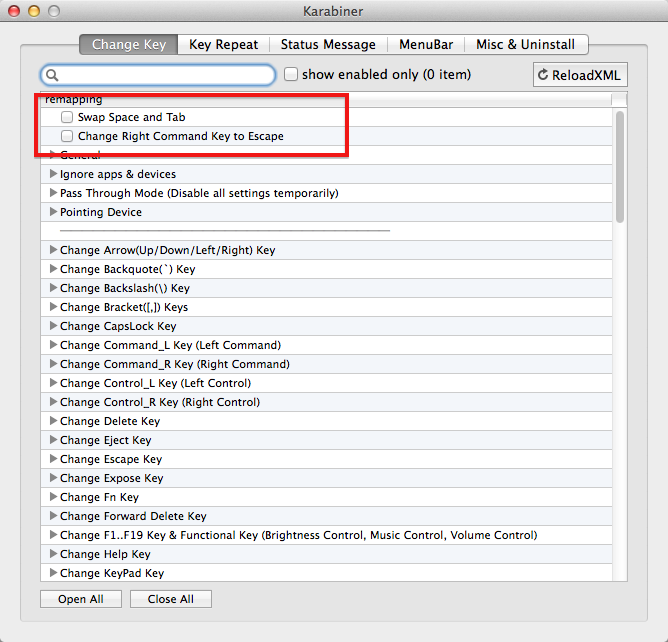 Karabiner
Change Key Key Repeat Status Message MenuBar Misc & Uninstall
show enabled only (0 item) ReloadXML
remapping
Swap Space and Tab
Change Right Command Key to Escape
General
Ignore apps & devices
Pass Through Mode (Disable all settings temporarily)
Pointing Device
Change Arrow(Up/Down/Left/Right) Key
Change Backquote(`) Key
Change Backslash(\) Key
Change Bracket([,]) Keys
Change CapsLock Key
Change Command_L Key (Left Command)
Change Command_R Key (Right Command)
Change Control_L Key (Left Control)
Change Control_R Key (Right Control)
Change Delete Key
Change Eject Key
Change Escape Key
Change Expose Key
Change Fn Key
Change Forward Delete Key
Change F1..F19 Key & Functional Key (Brightness Control, Music Control, Volume Control)
Change Help Key
Change KeyPad Key
Open All Close All